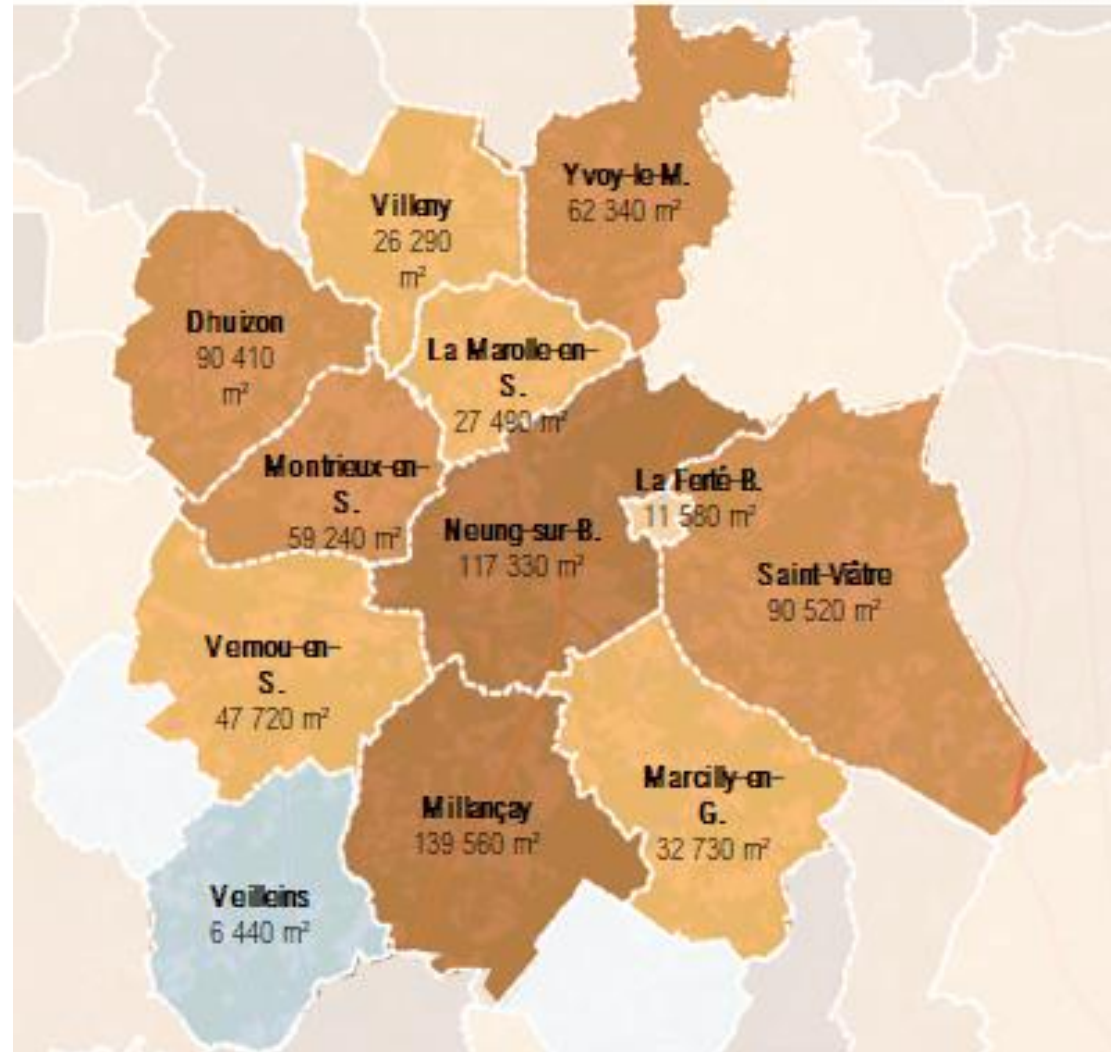 Yvoy-le-M.
62 340 m²
Villeny
26 290
m²
Dhuizon
90 410
m²
La Marolle-en-
S.
27 490 m²
Montrieux-en-
S.
59 240 m²
La Ferté-B.
11 580 m²
Neung-sur-B.
117 330 m²
Saint-Viâtre
90 520 m²
Vernou-en-
S.
47 720 m²
Marcilly-en-
G.
32 730 m²
Millançay
139 560 m²
Veilleins
6 440 m²